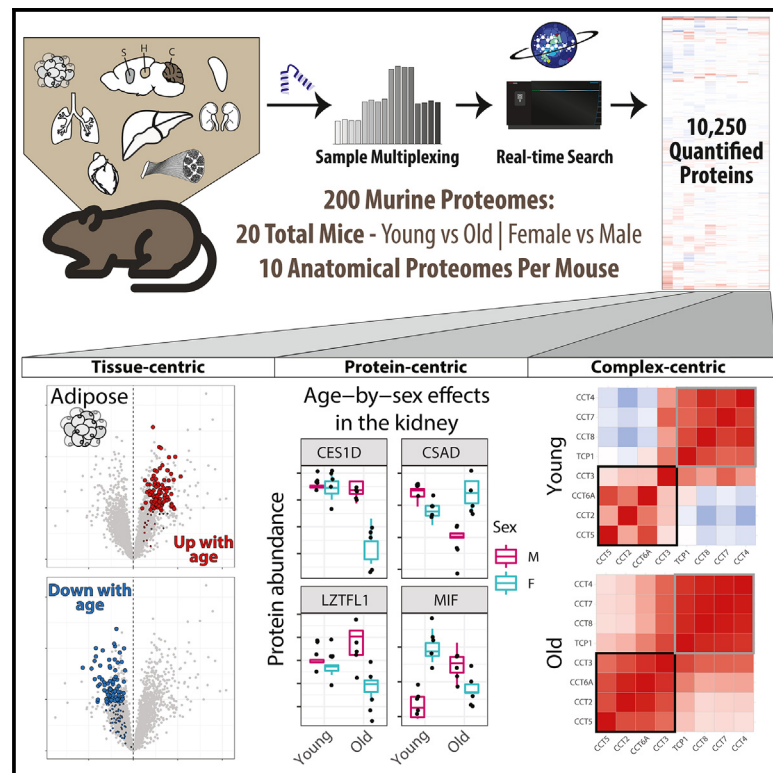 S
H
C
Sample Multiplexing
Real-time Search
10,250
Quantified
Proteins
200 Murine Proteomes:
20 Total Mice - Young vs Old | Female vs Male
10 Anatomical Proteomes Per Mouse
Tissue-centric
Protein-centric
Complex-centric
Adipose
Up with
age
Down with
age
Age-by-sex effects
in the kidney
Protein abundance
CES1D
CSAD
LZTFL1
MIF
Sex
M
F
Young
Old
Young
Old
Young
CCT4
CCT7
CCT8
TCP1
CCT3
CCT6A
CCT2
CCT5
CCT5
CCT2
CCT6A
CCT3
TCP1
CCT8
CCT7
CCT4
Old
CCT4
CCT7
CCT8
TCP1
CCT3
CCT6A
CCT2
CCT5
CCT5
CCT2
CCT6A
CCT3
TCP1
CCT8
CCT7
CCT4